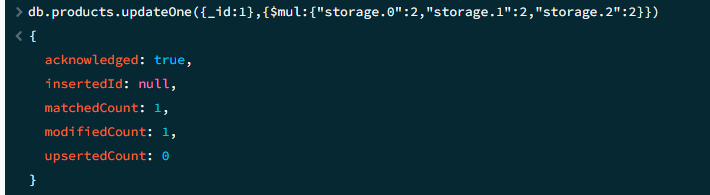 > db.products.updateOne({_id:1},{$mul:{"storage.0":2,"storage.1":2,"storage.2":2}})
< {
acknowledged: true,
insertedId: null,
matchedCount: 1,
modifiedCount: 1,
upsertedCount: 0
}